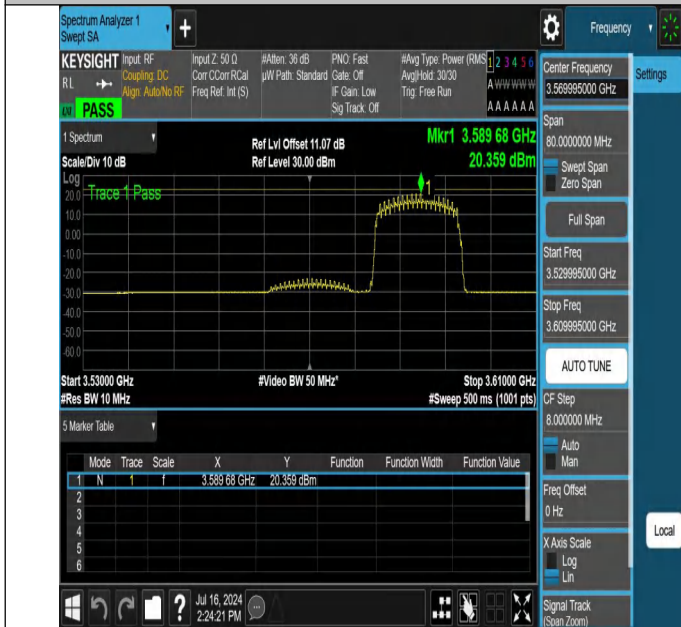 Spectrum Analyzer 1
Swept SA
+
Frequency
KEYSIGHT
RL
LXI
PASS
Input: RF
Coupling: DC
Align: Auto/No RF
Input Z: 50 Ω
Corr CCorr RCal
Freq Ref: Int (S)
#Atten: 36 dB
µW Path: Standard
PNO: Fast
Gate: Off
IF Gain: Low
Sig Track: Off
#Avg Type: Power (RMS
Avg|Hold: 30/30
Trig: Free Run
1 2 3 4 5 6
A W W W W W
A A A A A A
1 Spectrum
Scale/Div 10 dB
Ref Lvl Offset 11.07 dB
Ref Level 30.00 dBm
Mkr1 3.589 68 GHz
20.359 dBm
Log
Trace 1 Pass
1
20.0
10.0
0.00
-10.0
-20.0
-30.0
-40.0
-50.0
-60.0
Start 3.53000 GHz
#Res BW 10 MHz
#Video BW 50 MHz*
Stop 3.61000 GHz
#Sweep 500 ms (1001 pts)
5 Marker Table
Mode Trace Scale X Y Function Function Width Function Value
1 N 1 f 3.589 68 GHz 20.359 dBm
2
3
4
5
6
Jul 16, 2024
2:24:21 PM
?
Center Frequency
3.569995000 GHz
Settings
Span
80.0000000 MHz
Swept Span
Zero Span
Full Span
Start Freq
3.529995000 GHz
Stop Freq
3.609995000 GHz
AUTO TUNE
CF Step
8.000000 MHz
Auto
Man
Freq Offset
0 Hz
Local
X Axis Scale
Log
Lin
Signal Track
(Span Zoom)